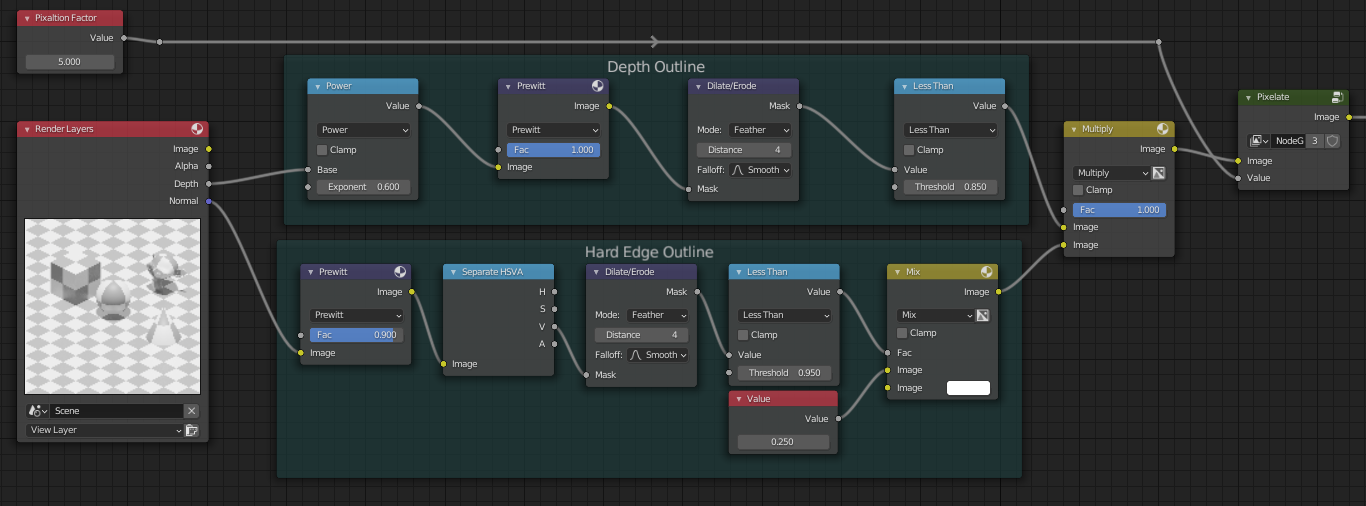 Pixaltion Factor
Value
5.000
Render Layers
Image
Alpha
Depth
Normal
Scene
View Layer
Depth Outline
Power
Value
Power
Clamp
Base
Exponent 0.600
Prewitt
Image
Prewitt
Fac 1.000
Image
Dilate/Erode
Mask
Mode: Feather
Distance 4
Falloff: Smooth
Mask
Less Than
Value
Less Than
Clamp
Value
Threshold 0.850
Hard Edge Outline
Prewitt
Image
Prewitt
Fac 0.900
Image
Separate HSVA
H
S
V
A
Image
Dilate/Erode
Mask
Mode: Feather
Distance 4
Falloff: Smooth
Mask
Less Than
Value
Less Than
Clamp
Value
Threshold 0.950
Value
Value
0.250
Mix
Image
Mix
Clamp
Fac
Image
Image
Multiply
Image
Multiply
Clamp
Fac 1.000
Image
Image
Pixelate
Image
NodeG 3
Image
Value